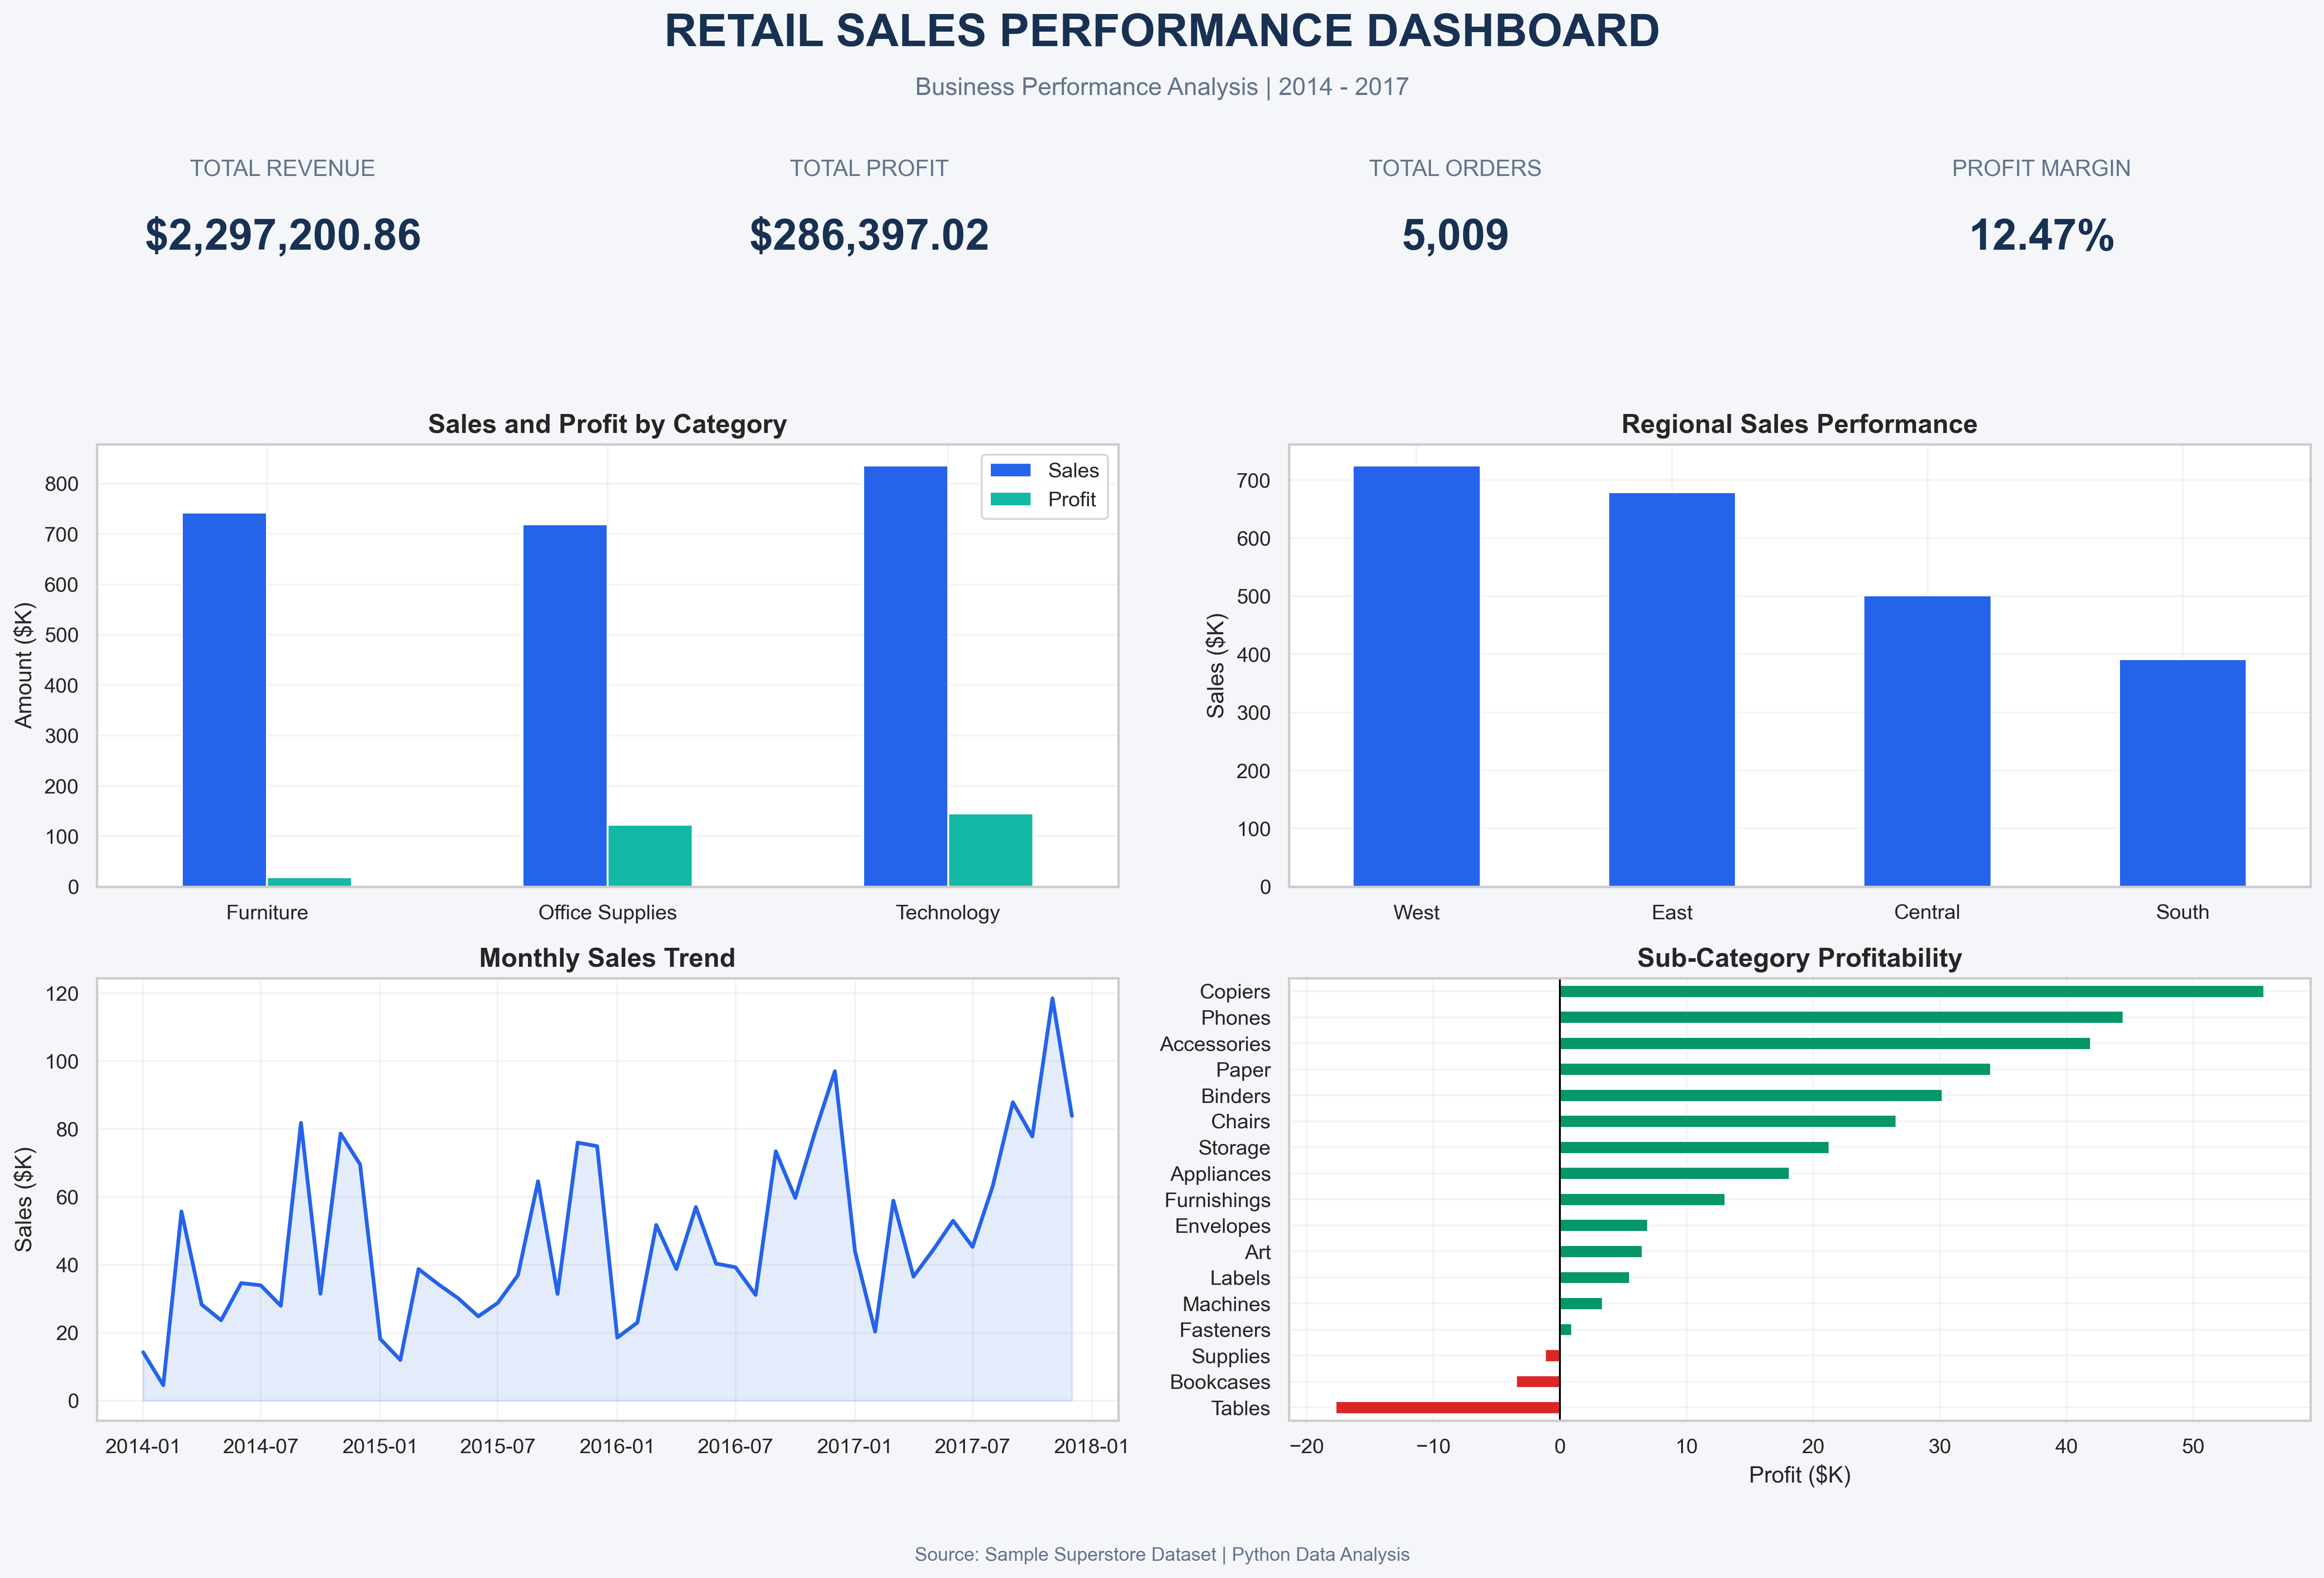 RETAIL SALES PERFORMANCE DASHBOARD
Business Performance Analysis | 2014 - 2017
TOTAL REVENUE
$2,297,200.86
TOTAL PROFIT
$286,397.02
TOTAL ORDERS
5,009
PROFIT MARGIN
12.47%
Sales and Profit by Category
Amount ($K)
800
700
600
500
400
300
200
100
0
Sales
Profit
Furniture
Office Supplies
Technology
Regional Sales Performance
Sales ($K)
700
600
500
400
300
200
100
0
West
East
Central
South
Monthly Sales Trend
Sales ($K)
120
100
80
60
40
20
0
2014-01
2014-07
2015-01
2015-07
2016-01
2016-07
2017-01
2017-07
2018-01
Sub-Category Profitability
Copiers
Phones
Accessories
Paper
Binders
Chairs
Storage
Appliances
Furnishings
Envelopes
Art
Labels
Machines
Fasteners
Supplies
Bookcases
Tables
−20
−10
0
10
20
30
40
50
Profit ($K)
Source: Sample Superstore Dataset | Python Data Analysis